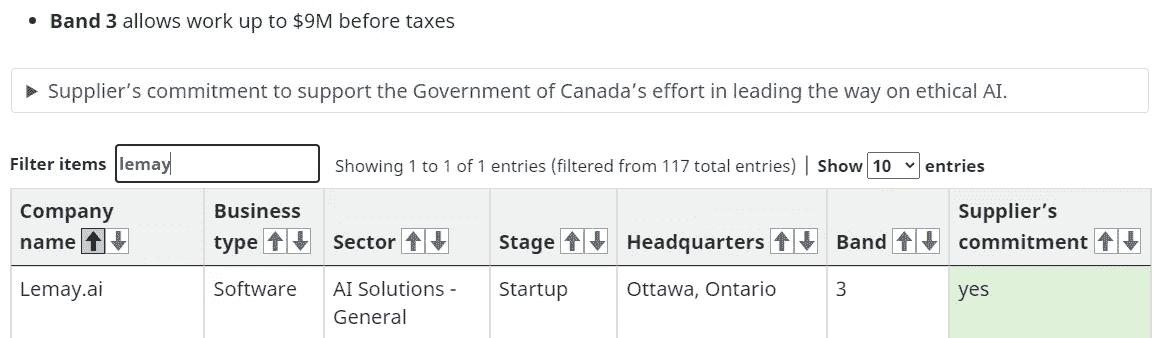 • Band 3 allows work up to $9M before taxes
▶ Supplier’s commitment to support the Government of Canada’s effort in leading the way on ethical AI.
Filter items lemay Showing 1 to 1 of 1 entries (filtered from 117 total entries) | Show 10 entries
Company name Business type Sector Stage Headquarters Band Supplier’s commitment
Lemay.ai Software AI Solutions - General Startup Ottawa, Ontario 3 yes